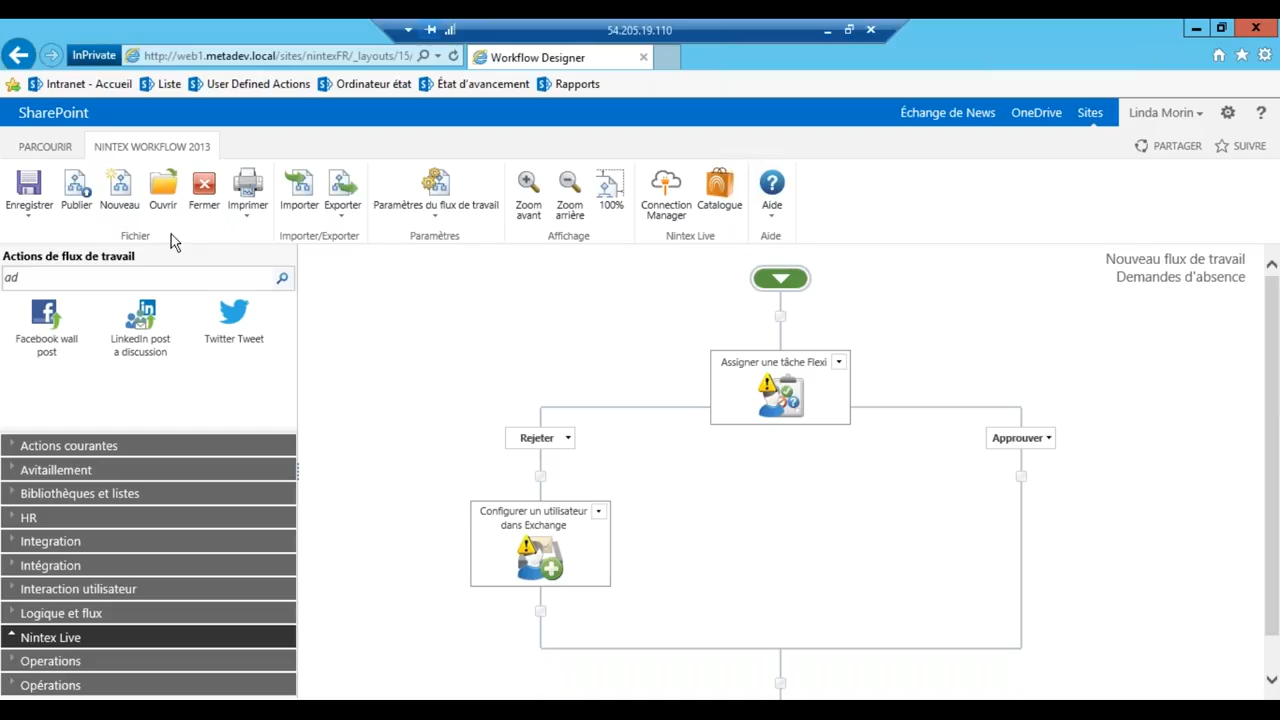 54.205.19.110
InPrivate
http://web1.metadev.local/sites/nintexFR/_layouts/15/
Workflow Designer
Intranet - Accueil
Liste
User Defined Actions
Ordinateur état
État d'avancement
Rapports
SharePoint
Échange de News
OneDrive
Sites
Linda Morin
?
PARCOURIR
NINTEX WORKFLOW 2013
PARTAGER
SUIVRE
Enregistrer
Publier
Nouveau
Ouvrir
Fermer
Imprimer
Importer
Exporter
Paramètres du flux de travail
Zoom avant
Zoom arrière
100%
Connection Manager
Catalogue
Aide
Fichier
Importer/Exporter
Paramètres
Affichage
Nintex Live
Aide
Actions de flux de travail
ad
Facebook wall post
LinkedIn post a discussion
Twitter Tweet
Actions courantes
Avitaillement
Bibliothèques et listes
HR
Integration
Intégration
Interaction utilisateur
Logique et flux
Nintex Live
Operations
Opérations
Nouveau flux de travail
Demandes d'absence
Assigner une tâche Flexi
Rejeter
Approuver
Configurer un utilisateur
dans Exchange